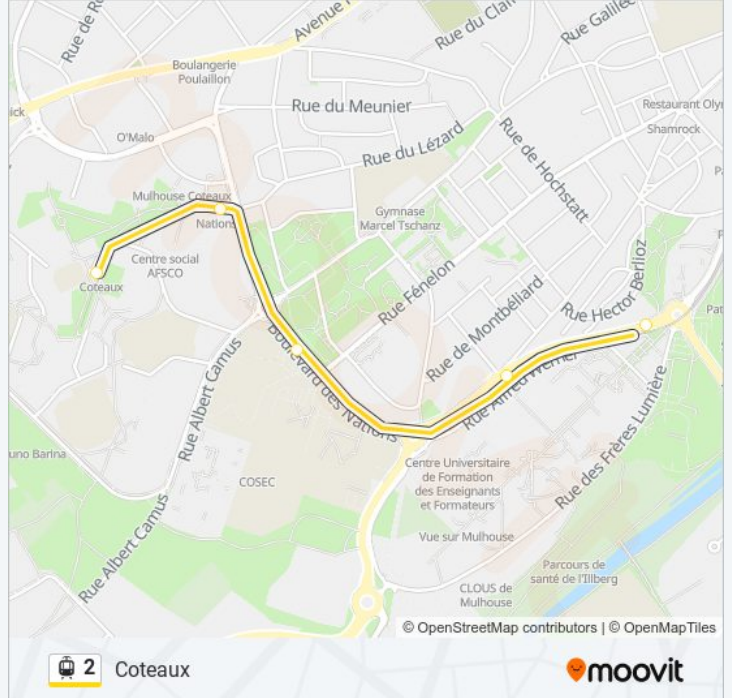 Rue de R
Avenue
Rue du Clai
Rue Galilée
Boulangerie
Poulaillon
ick
Rue du Meunier
Restaurant Oly
Shamrock
O'Malo
Rue du Lézard
Rue de Hochstatt
Mulhouse Coteaux
Nations
Gymnase
Marcel Tschanz
Centre social
AFSCO
Coteaux
Rue Fénelon
Rue Hector Berlioz
Rue de Montbéliard
Pat
Boulevard des Nations
Rue Alfred Werner
Rue Albert Camus
Rue des Frères Lumière
uno Barina
COSEC
Centre Universitaire
de Formation
des Enseignants
et Formateurs
Rue Albert Camus
Vue sur Mulhouse
Parcours de
santé de l'Illberg
CLOUS de
Mulhouse
© OpenStreetMap contributors | © OpenMapTiles
2 Coteaux
moovit